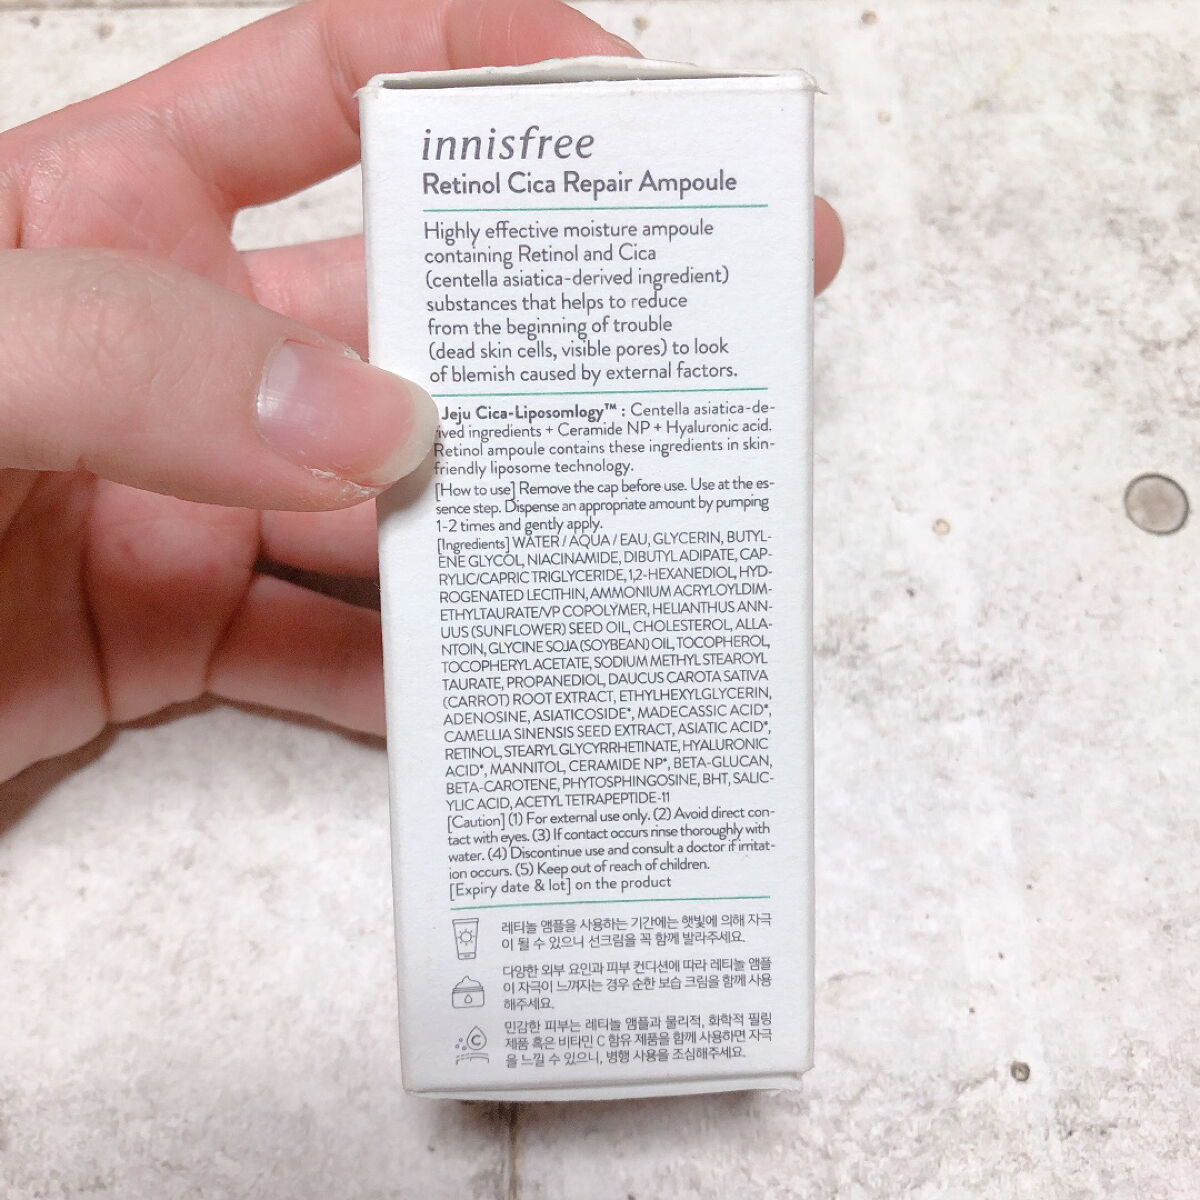 innisfree
Retinol Cica Repair Ampoule
Highly effective moisture ampoule
containing Retinol and Cica
(centella asiatica-derived ingredient)
substances that helps to reduce
from the beginning of trouble
(dead skin cells, visible pores) to look
of blemish caused by external factors.
Jeju Cica-Liposomlogy™ : Centella asiatica-de-
ived ingredients + Ceramide NP + Hyaluronic acid.
Retinol ampoule contains these ingredients in skin-
friendly liposome technology.
[How to use] Remove the cap before use. Use at the es-
sence step. Dispense an appropriate amount by pumping
1-2 times and gently apply.
[Ingredients] WATER / AQUA / EAU, GLYCERIN, BUTYL-
ENE GLYCOL, NIACINAMIDE, DIBUTYL ADIPATE, CAP-
RYLIC/CAPRIC TRIGLYCERIDE, 1,2-HEXANEDIOL, HYD-
ROGENATED LECITHIN, AMMONIUM ACRYLOYLDIM-
ETHYLTAURATE/VP COPOLYMER, HELIANTHUS ANN-
UUS (SUNFLOWER) SEED OIL, CHOLESTEROL, ALLA-
NTOIN, GLYCINE SOJA (SOYBEAN) OIL, TOCOPHEROL,
TOCOPHERYL ACETATE, SODIUM METHYL STEAROYL
TAURATE, PROPANEDIOL, DAUCUS CAROTA SATIVA
(CARROT) ROOT EXTRACT, ETHYLHEXYLGLYCERIN,
ADENOSINE, ASIATICOSIDE*, MADECASSIC ACID*,
CAMELLIA SINENSIS SEED EXTRACT, ASIATIC ACID*,
RETINOL, STEARYL GLYCYRRHETINATE, HYALURONIC
ACID*, MANNITOL, CERAMIDE NP*, BETA-GLUCAN,
BETA-CAROTENE, PHYTOSPHINGOSINE, BHT, SALIC-
YLIC ACID, ACETYL TETRAPEPTIDE-11
[Caution] (1) For external use only. (2) Avoid direct con-
tact with eyes. (3) If contact occurs rinse thoroughly with
water. (4) Discontinue use and consult a doctor if irritat-
ion occurs. (5) Keep out of reach of children.
[Expiry date & lot] on the product
레티놀 앰플을 사용하는 기간에는 햇빛에 의해 자극
이 될 수 있으니 선크림을 꼭 함께 발라주세요.
다양한 외부 요인과 피부 컨디션에 따라 레티놀 앰플
이 자극이 느껴지는 경우 순한 보습 크림을 함께 사용
해주세요.
C
민감한 피부는 레티놀 앰플과 물리적, 화학적 필링
제품 혹은 비타민 C 함유 제품을 함께 사용하면 자극
을 느낄 수 있으니, 병행 사용을 조심해주세요.